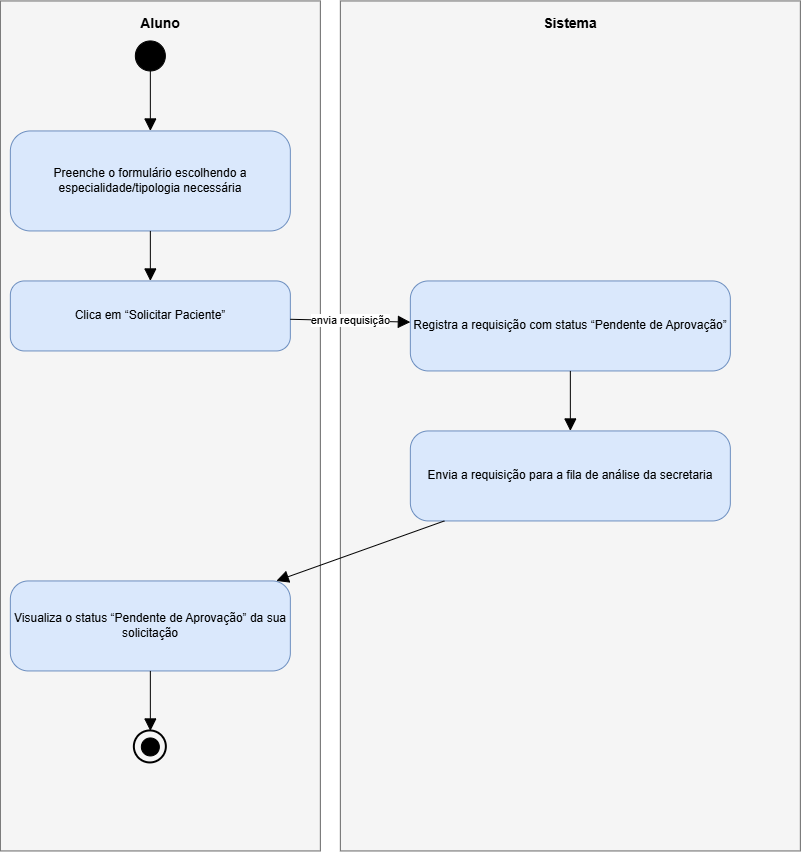 Aluno
Sistema
Preenche o formulário escolhendo a
especialidade/tipologia necessária
Clica em “Solicitar Paciente”
envia requisição
Registra a requisição com status “Pendente de Aprovação”
Envia a requisição para a fila de análise da secretaria
Visualiza o status “Pendente de Aprovação” da sua
solicitação